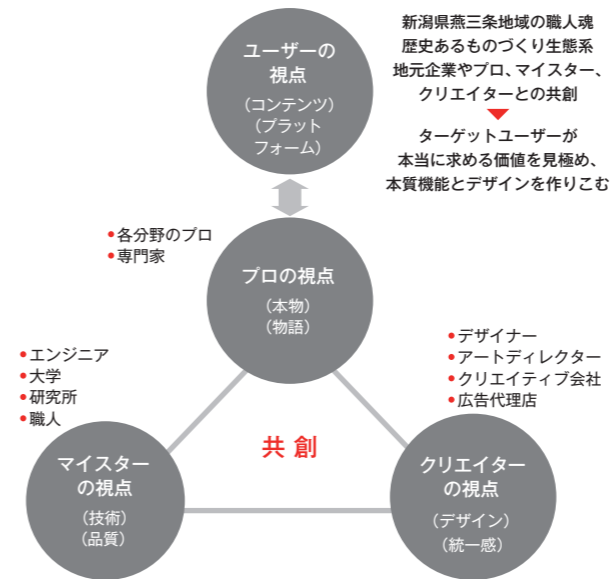 ユーザーの
視点
（コンテンツ）
（プラット
フォーム）
新潟県燕三条地域の職人魂
歴史あるものづくり生態系
地元企業やプロ、マイスター、
クリエイターとの共創
ターゲットユーザーが
本当に求める価値を見極め、
本質機能とデザインを作りこむ
•各分野のプロ
•専門家
プロの視点
（本物）
（物語）
•エンジニア
•大学
•研究所
•職人
•デザイナー
•アートディレクター
•クリエイティブ会社
•広告代理店
共創
マイスター
の視点
（技術）
（品質）
クリエイター
の視点
（デザイン）
（統一感）